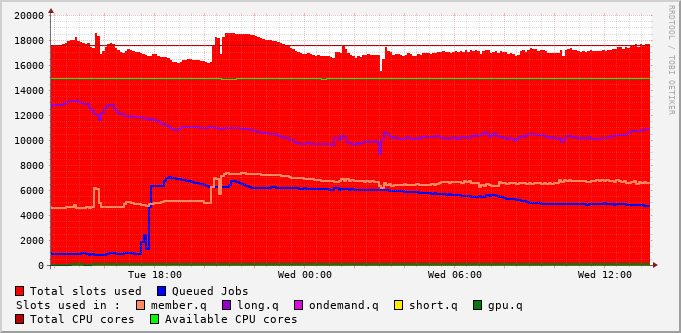 20000
18000
16000
14000
12000
10000
8000
6000
4000
2000
0
Tue 18:00 Wed 00:00 Wed 06:00 Wed 12:00
Total slots used Queued Jobs
Slots used in : member.q long.q ondemand.q short.q gpu.q
Total CPU cores Available CPU cores
RRDTOOL / TOBI OETIKER